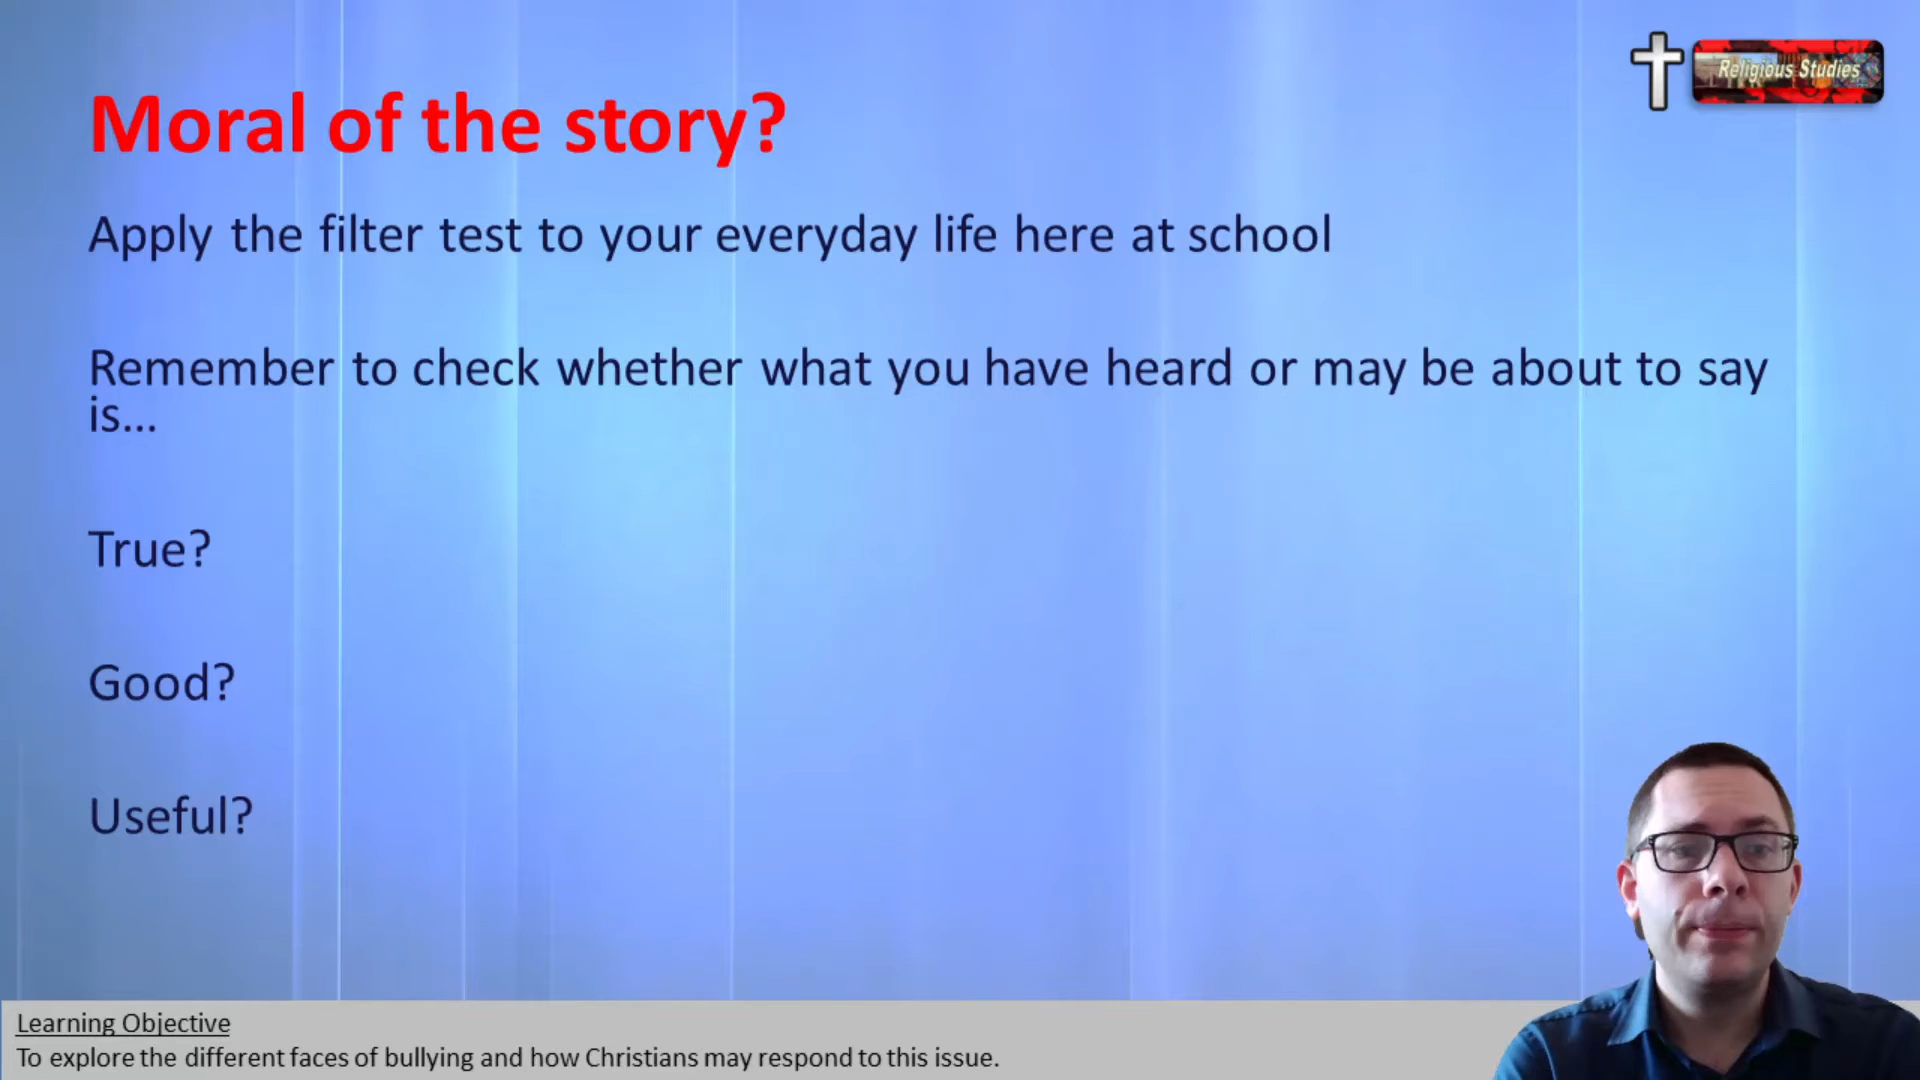 Religious Studies
Moral of the story?
Apply the filter test to your everyday life here at school
Remember to check whether what you have heard or may be about to say
is...
True?
Good?
Useful?
Learning Objective
To explore the different faces of bullying and how Christians may respond to this issue.